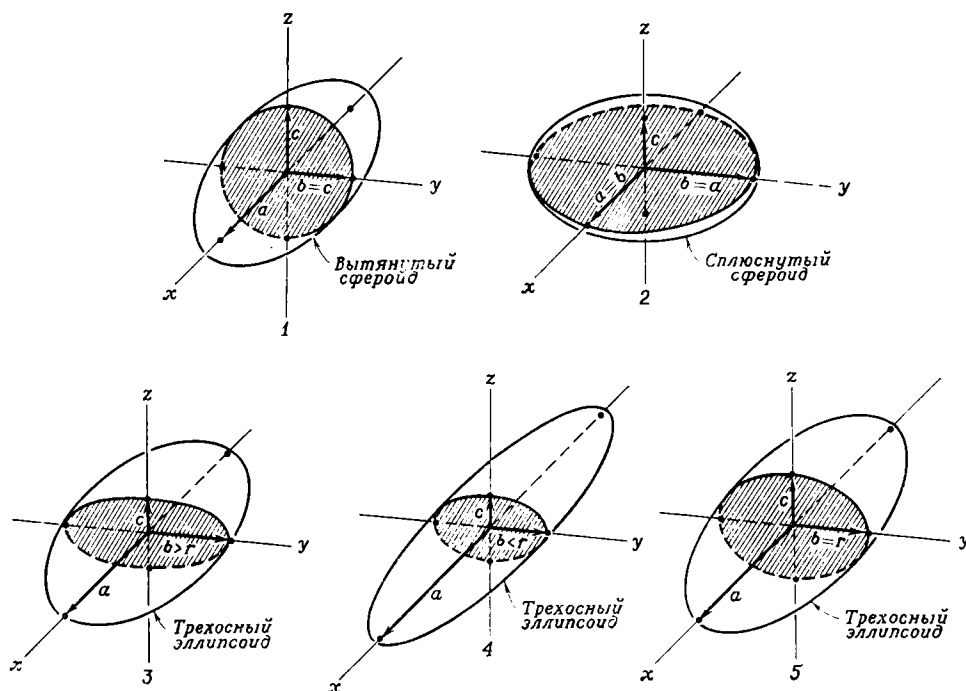 z
c
b = c
a
y
x
Вытянутый
сфероид
1
z
c
a = b
b = a
y
x
Сплюснутый
сфероид
2
z
c
b > r
a
y
x
Трехосный
эллипсоид
3
z
c
b < r
a
y
x
Трехосный
эллипсоид
4
z
c
b = r
a
y
x
Трехосный
эллипсоид
5